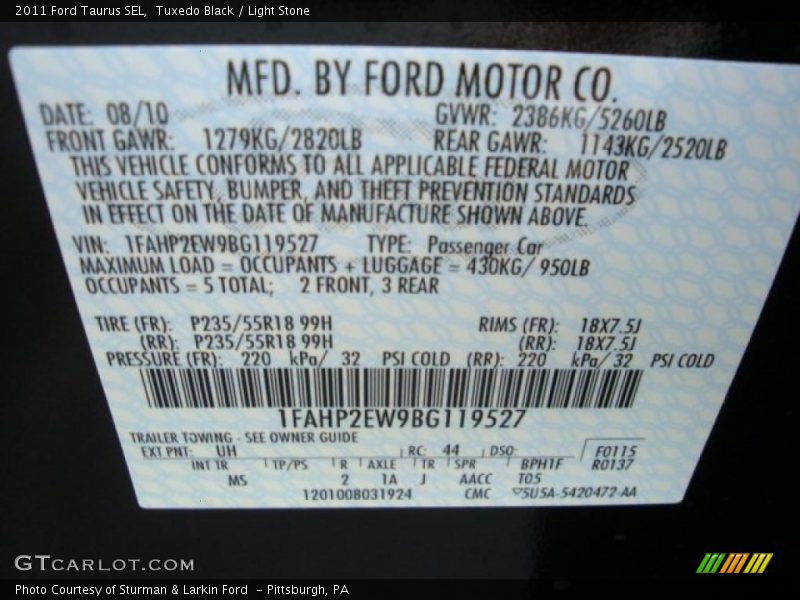 2011 Ford Taurus SEL,  Tuxedo Black / Light Stone
MFD. BY FORD MOTOR CO.
DATE: 08/10 GVWR: 2386KG/5260LB
FRONT GAWR: 1279KG/2820LB REAR GAWR: 1143KG/2520LB
THIS VEHICLE CONFORMS TO ALL APPLICABLE FEDERAL MOTOR
VEHICLE SAFETY, BUMPER, AND THEFT PREVENTION STANDARDS
IN EFFECT ON THE DATE OF MANUFACTURE SHOWN ABOVE.
VIN: 1FAHP2EW9BG119527 TYPE: Passenger Car
MAXIMUM LOAD = OCCUPANTS + LUGGAGE = 430KG/ 950LB
OCCUPANTS = 5 TOTAL; 2 FRONT, 3 REAR
TIRE (FR): P235/55R18 99H RIMS (FR): 18X7.5J
(RR): P235/55R18 99H (RR): 18X7.5J
PRESSURE (FR): 220 kPa/ 32 PSI COLD (RR): 220 kPa/ 32 PSI COLD
1FAHP2EW9BG119527
TRAILER TOWING - SEE OWNER GUIDE
EXT PNT: UH RC: 44 DSO: F0115
INT TR TP/PS R AXLE TR SPR BPH1F R0137
MS 2 1A J AACC T05
1201008031924 CMC 5U5A-5420472-AA
GTCARLOT.COM
Photo Courtesy of Sturman & Larkin Ford  - Pittsburgh, PA